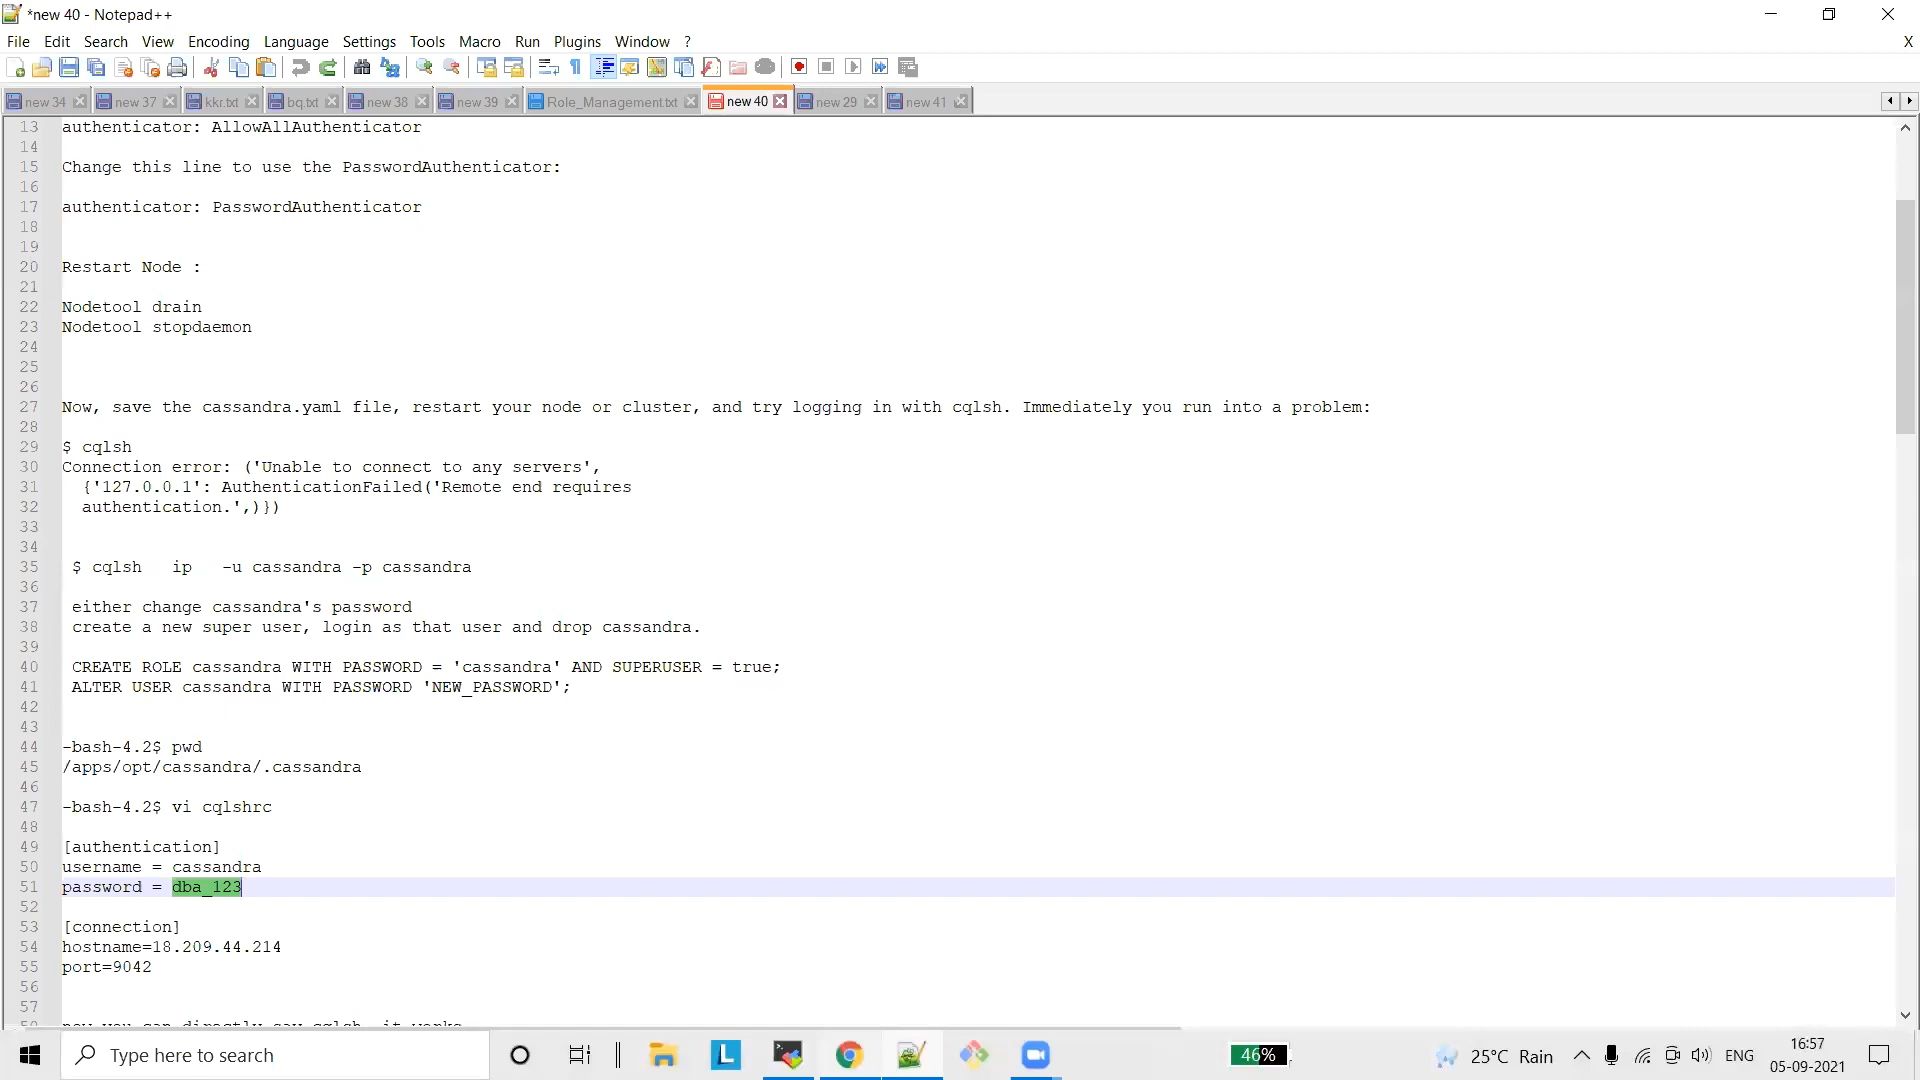 *new 40 - Notepad++
File Edit Search View Encoding Language Settings Tools Macro Run Plugins Window ? X
new 34 new 37 kkr.txt bq.txt new 38 new 39 Role_Management.txt new 40 new 29 new 41
13 authenticator: AllowAllAuthenticator
14
15 Change this line to use the PasswordAuthenticator:
16
17 authenticator: PasswordAuthenticator
18
19
20 Restart Node :
21
22 Nodetool drain
23 Nodetool stopdaemon
24
25
26
27 Now, save the cassandra.yaml file, restart your node or cluster, and try logging in with cqlsh. Immediately you run into a problem:
28
29 $ cqlsh
30 Connection error: ('Unable to connect to any servers',
31 {'127.0.0.1': AuthenticationFailed('Remote end requires
32 authentication.',)})
33
34
35 $ cqlsh ip -u cassandra -p cassandra
36
37 either change cassandra's password
38 create a new super user, login as that user and drop cassandra.
39
40 CREATE ROLE cassandra WITH PASSWORD = 'cassandra' AND SUPERUSER = true;
41 ALTER USER cassandra WITH PASSWORD 'NEW_PASSWORD';
42
43
44 -bash-4.2$ pwd
45 /apps/opt/cassandra/.cassandra
46
47 -bash-4.2$ vi cqlshrc
48
49 [authentication]
50 username = cassandra
51 password = dba_123
52
53 [connection]
54 hostname=18.209.44.214
55 port=9042
56
57
58 now you can directly say cqlsh, it works
Type here to search
L
46%
25°C Rain
ENG
16:57
05-09-2021